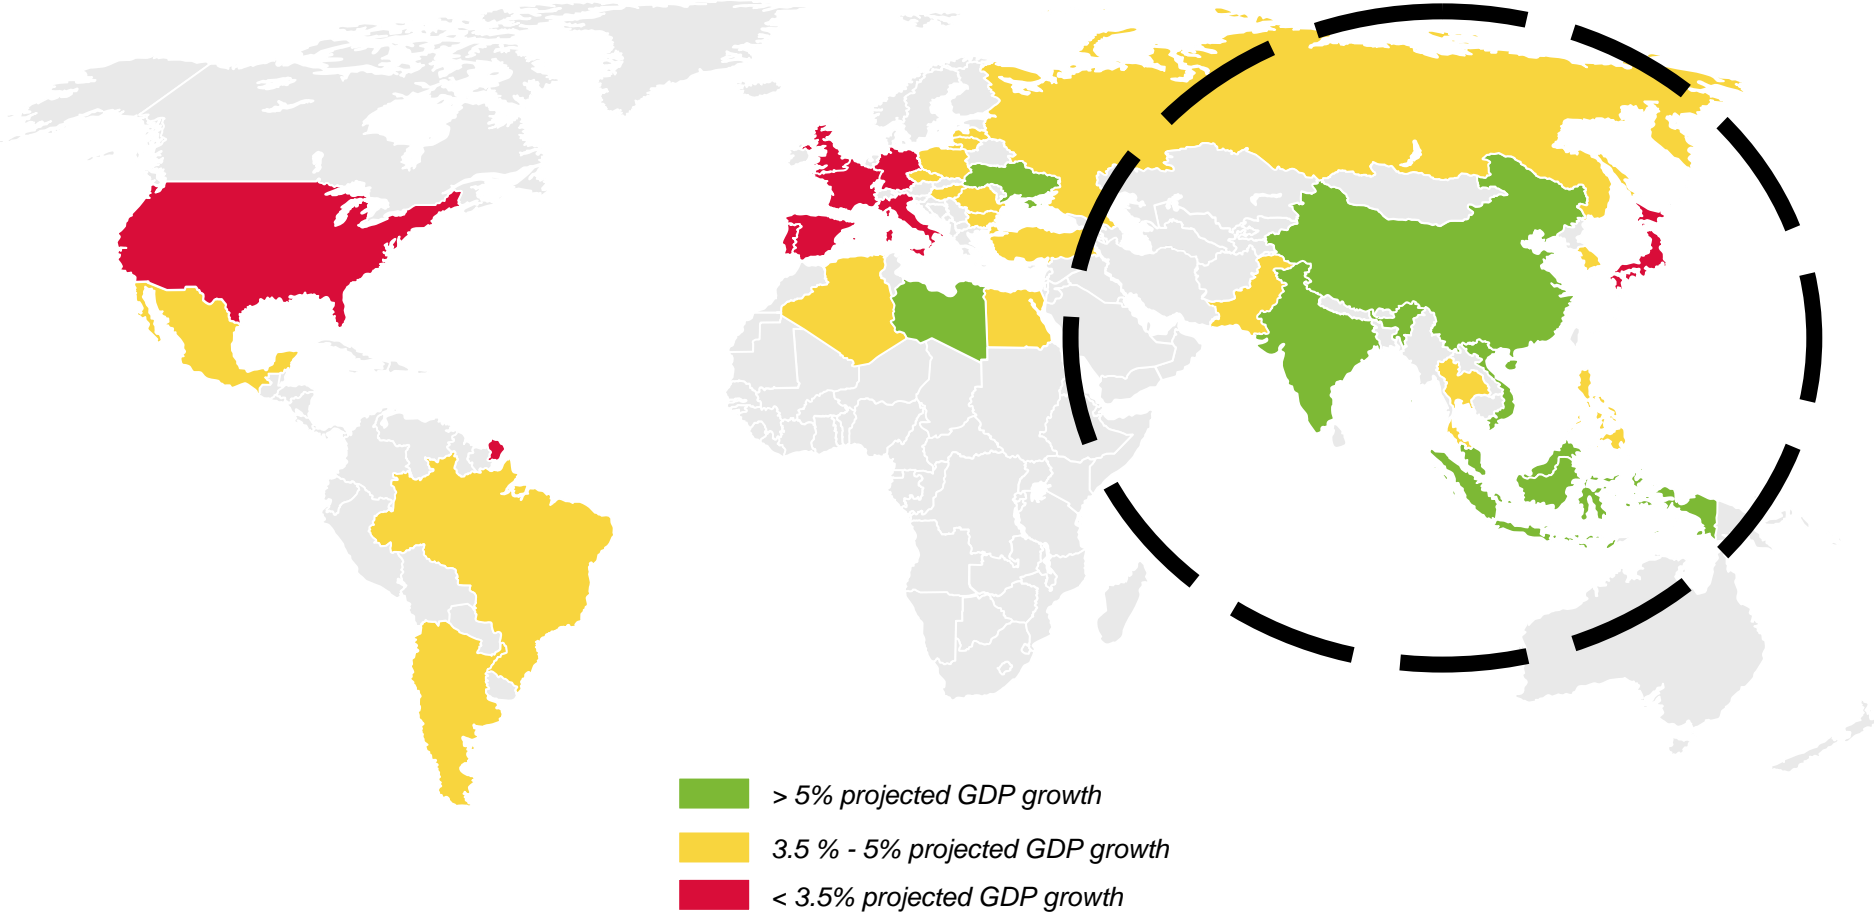 > 5% projected GDP growth
3.5 % - 5% projected GDP growth
< 3.5% projected GDP growth